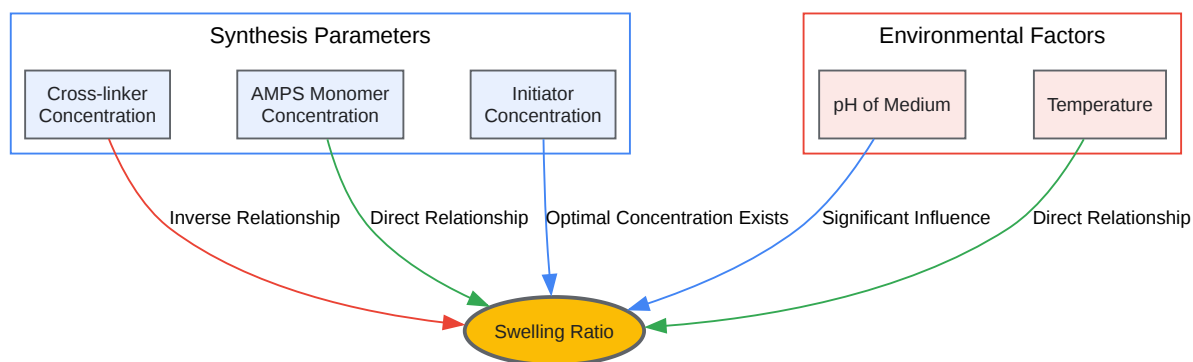 Synthesis Parameters
Environmental Factors
Cross-linker
Concentration
AMPS Monomer
Concentration
Initiator
Concentration
pH of Medium
Temperature
Inverse Relationship
Direct Relationship
Optimal Concentration Exists
Significant Influence
Direct Relationship
Swelling Ratio